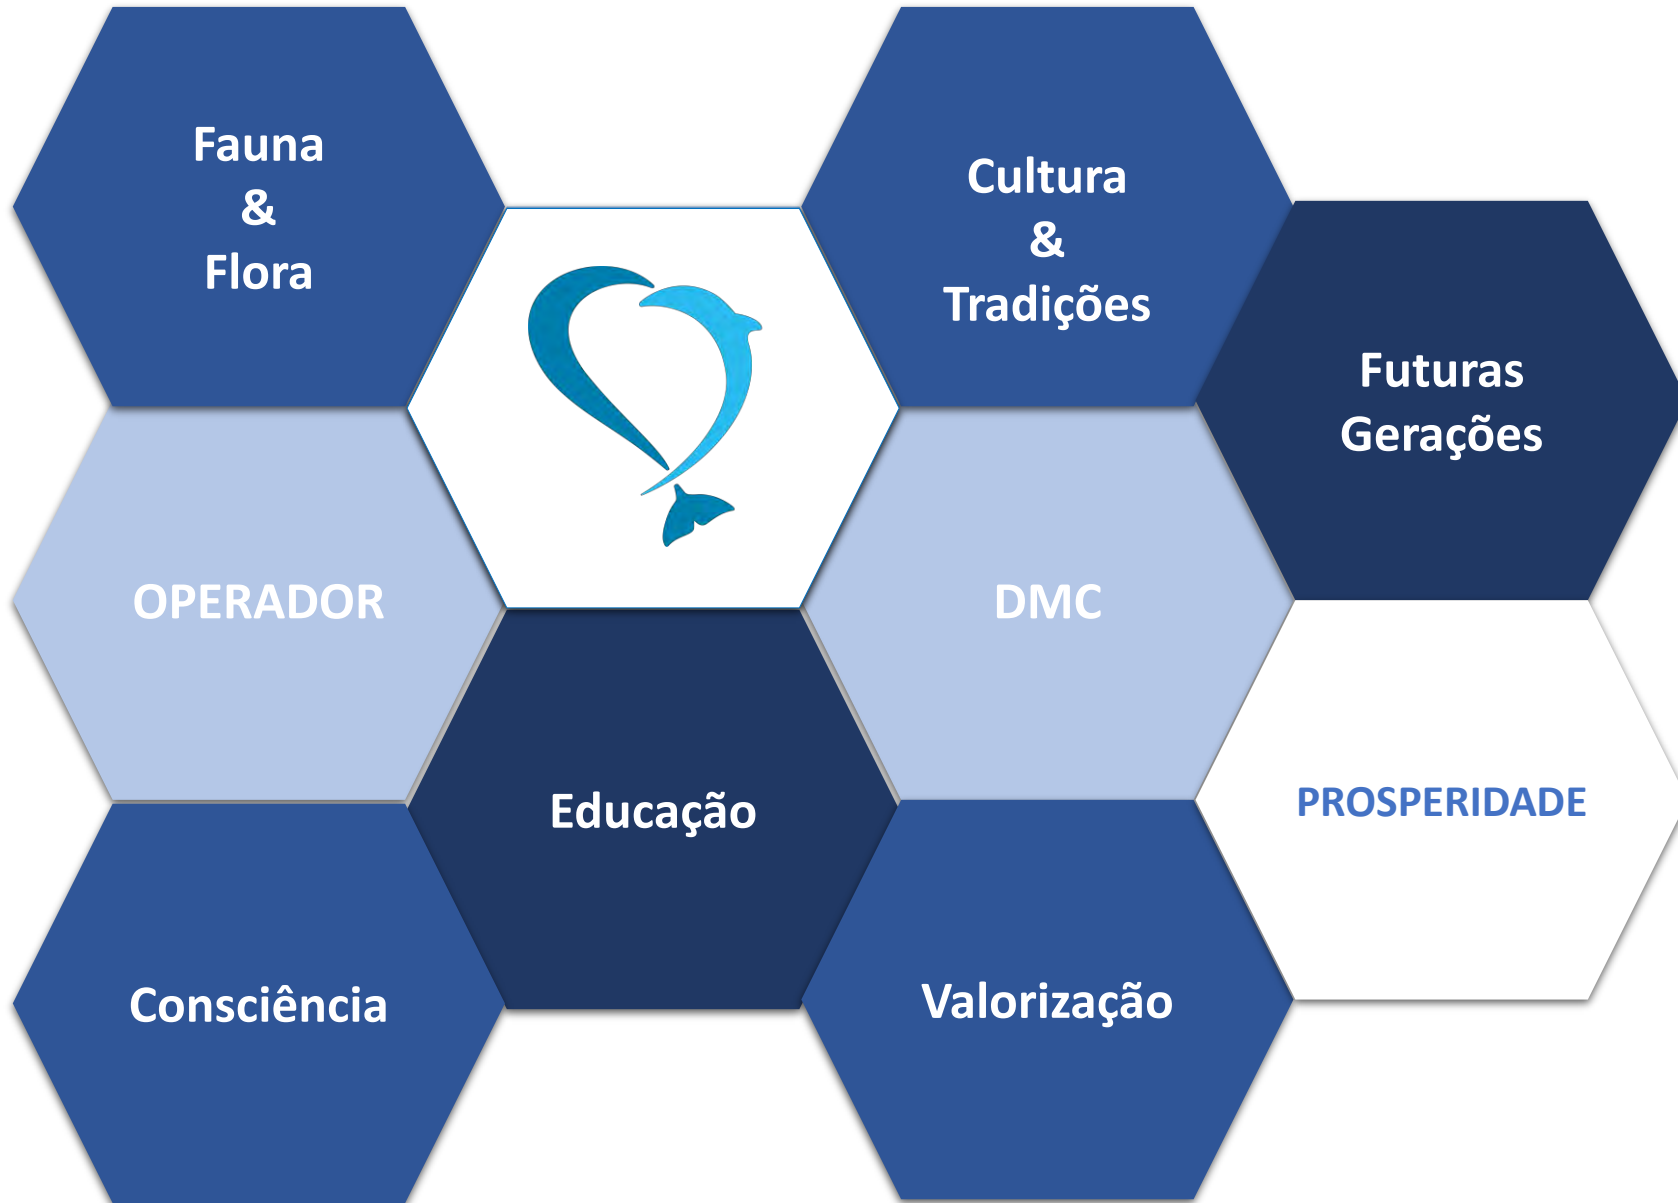 Fauna
&
Flora
Cultura
&
Tradições
Futuras
Gerações
OPERADOR
DMC
Educação
PROSPERIDADE
Consciência
Valorização